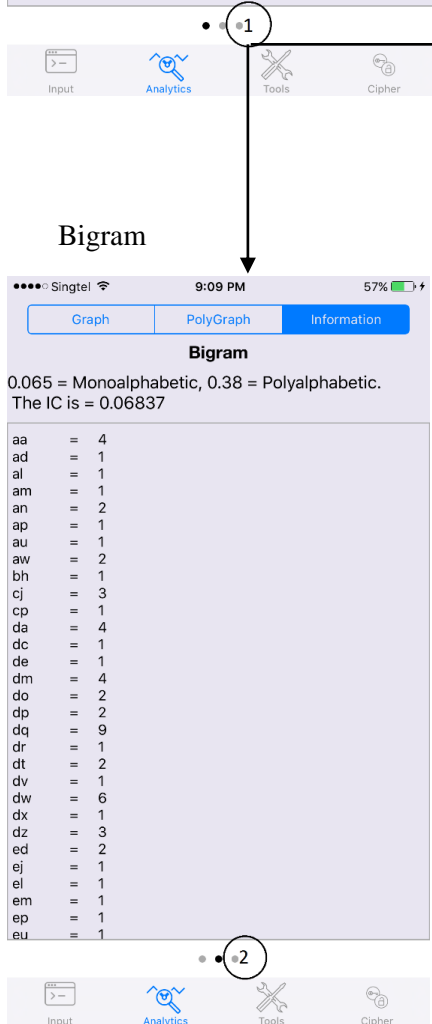 1
Input Analytics Tools Cipher
Bigram
Singtel 9:09 PM 57%
Graph PolyGraph Information
Bigram
0.065 = Monoalphabetic, 0.38 = Polyalphabetic.
The IC is = 0.06837
aa = 4
ad = 1
al = 1
am = 1
an = 2
ap = 1
au = 1
aw = 2
bh = 1
cj = 3
cp = 1
da = 4
dc = 1
de = 1
dm = 4
do = 2
dp = 2
dq = 9
dr = 1
dt = 2
dv = 1
dw = 6
dx = 1
dz = 3
ed = 2
ej = 1
el = 1
em = 1
ep = 1
eu = 1
2
Input Analytics Tools Cipher